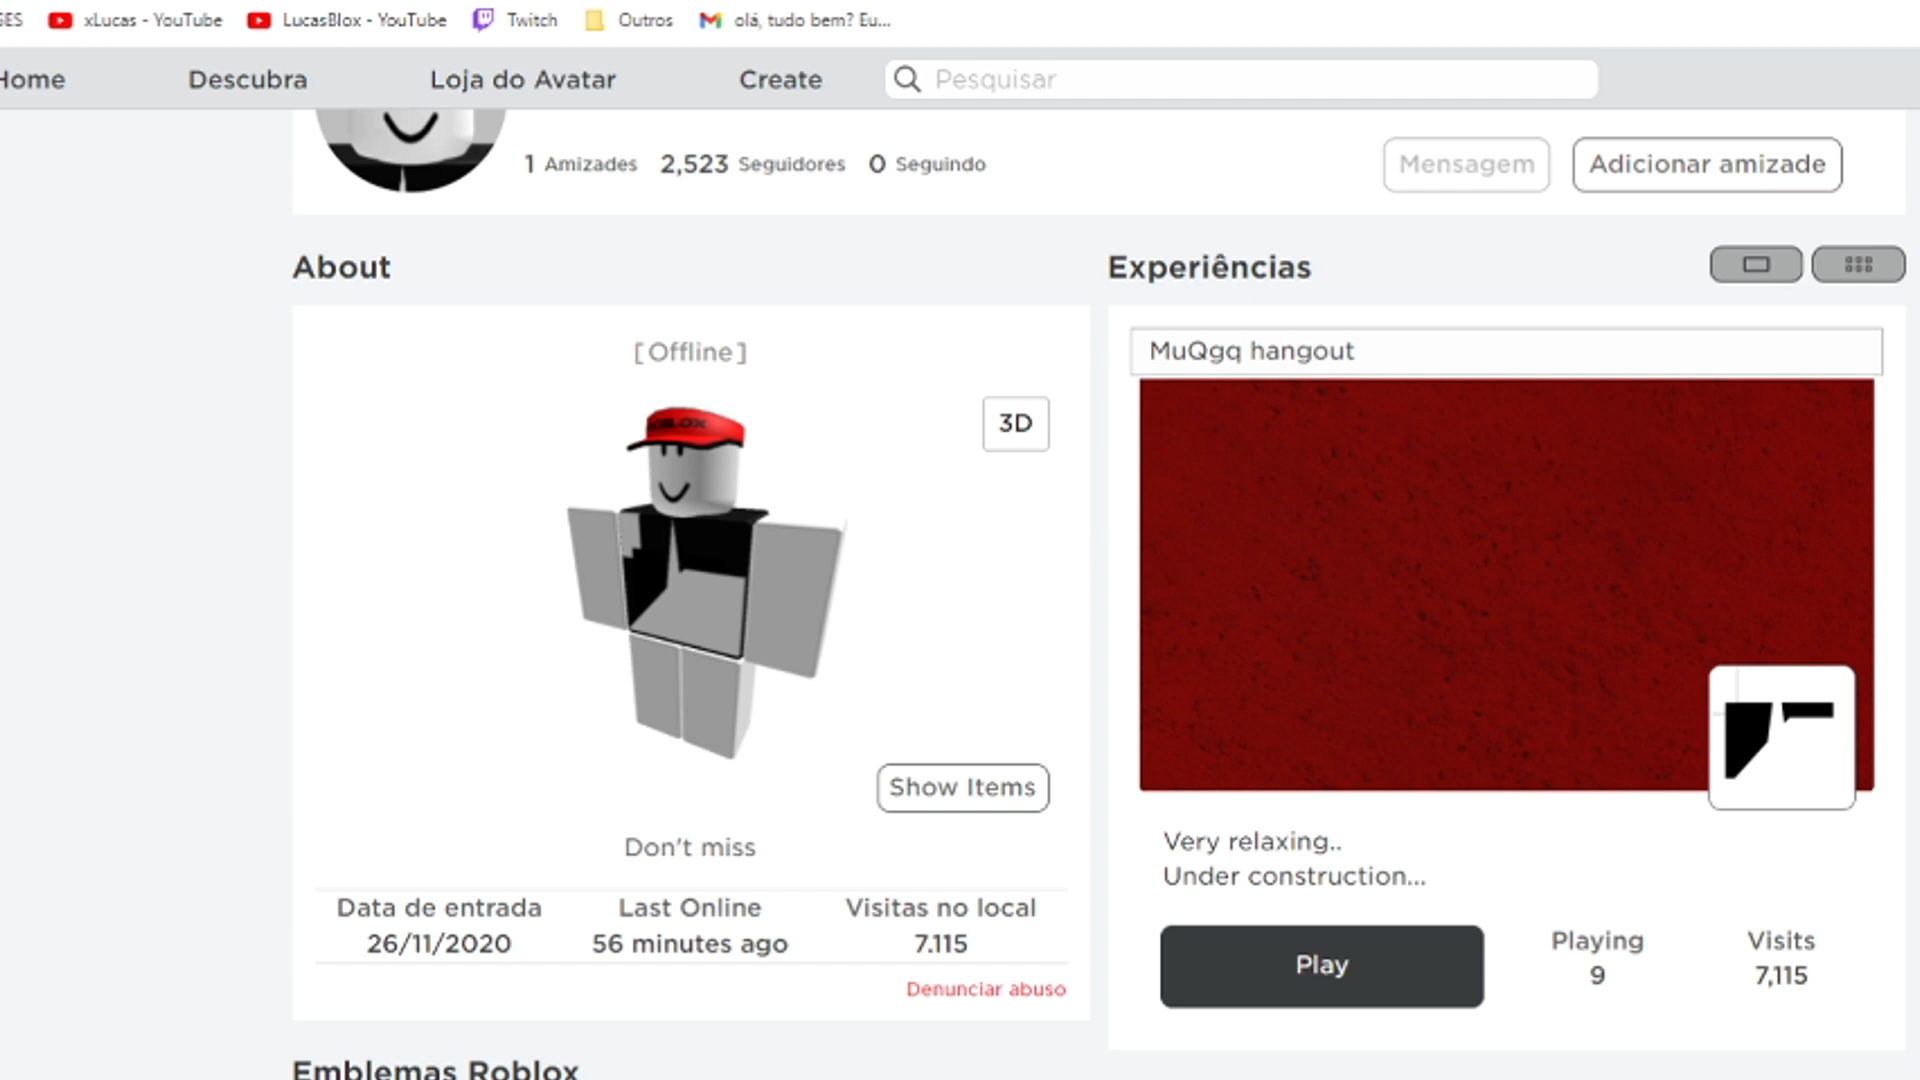 SES xLucas - YouTube LucasBlox - YouTube Twitch Outros olá, tudo bem? Eu...
Home Descubra Loja do Avatar Create Pesquisar
1 Amizades 2,523 Seguidores 0 Seguindo Mensagem Adicionar amizade
About
[ Offline ]
3D
ROBLOX
Show Items
Don't miss
Data de entrada Last Online Visitas no local
26/11/2020 56 minutes ago 7.115
Denunciar abuso
Emblemas Roblox
Experiências
MuQgq hangout
Very relaxing..
Under construction...
Play
Playing Visits
9 7,115